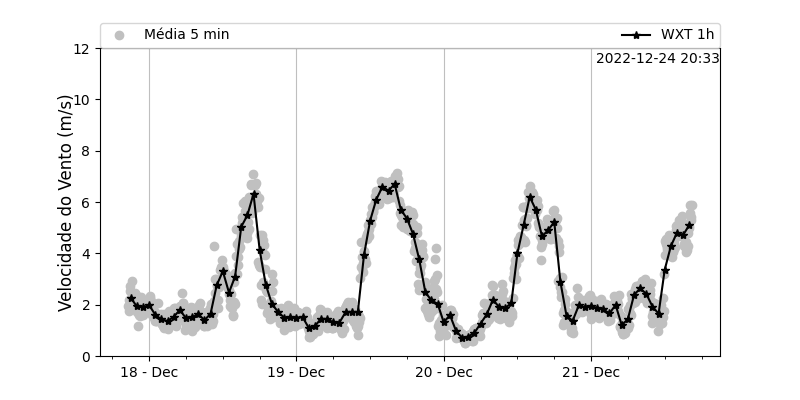 Média 5 min
WXT 1h
2022-12-24 20:33
Velocidade do Vento (m/s)
12
10
8
6
4
2
0
18 - Dec
19 - Dec
20 - Dec
21 - Dec